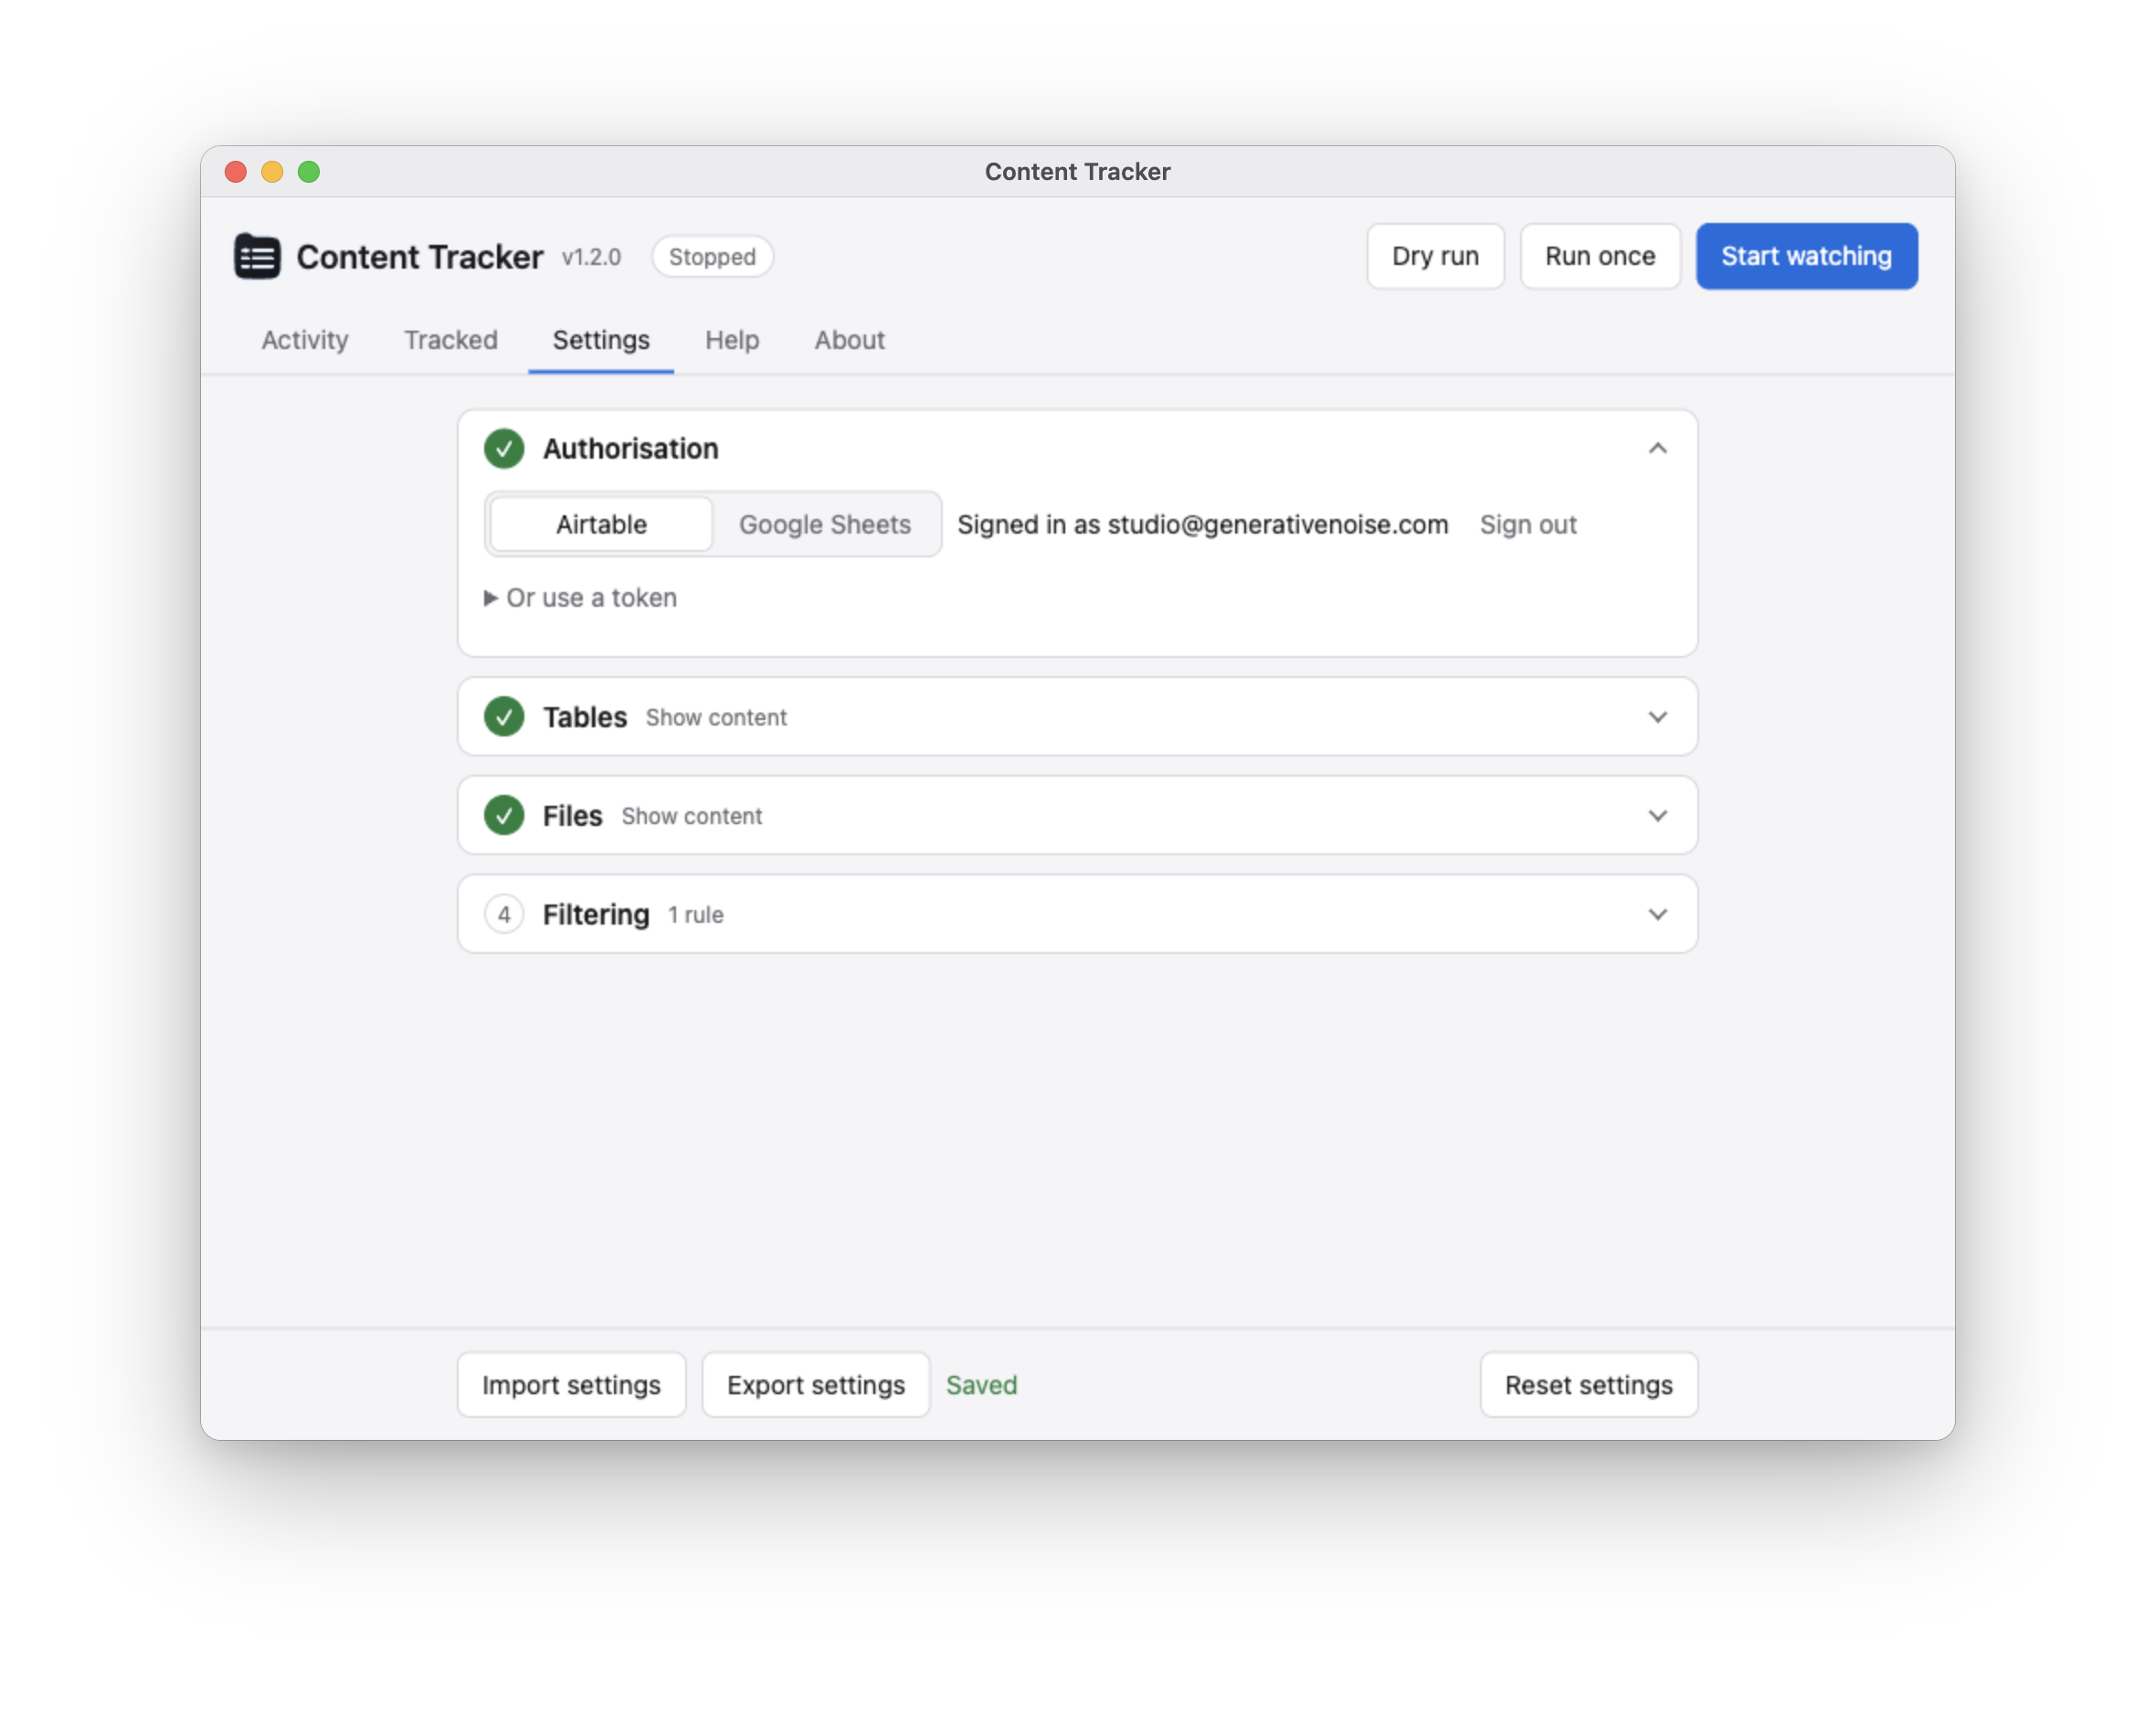 Content Tracker
Content Tracker v1.2.0 Stopped Dry run Run once Start watching
Activity Tracked Settings Help About
Authorisation
Airtable Google Sheets Signed in as studio@generativenoise.com Sign out
Or use a token
Tables Show content
Files Show content
4 Filtering 1 rule
Import settings Export settings Saved Reset settings